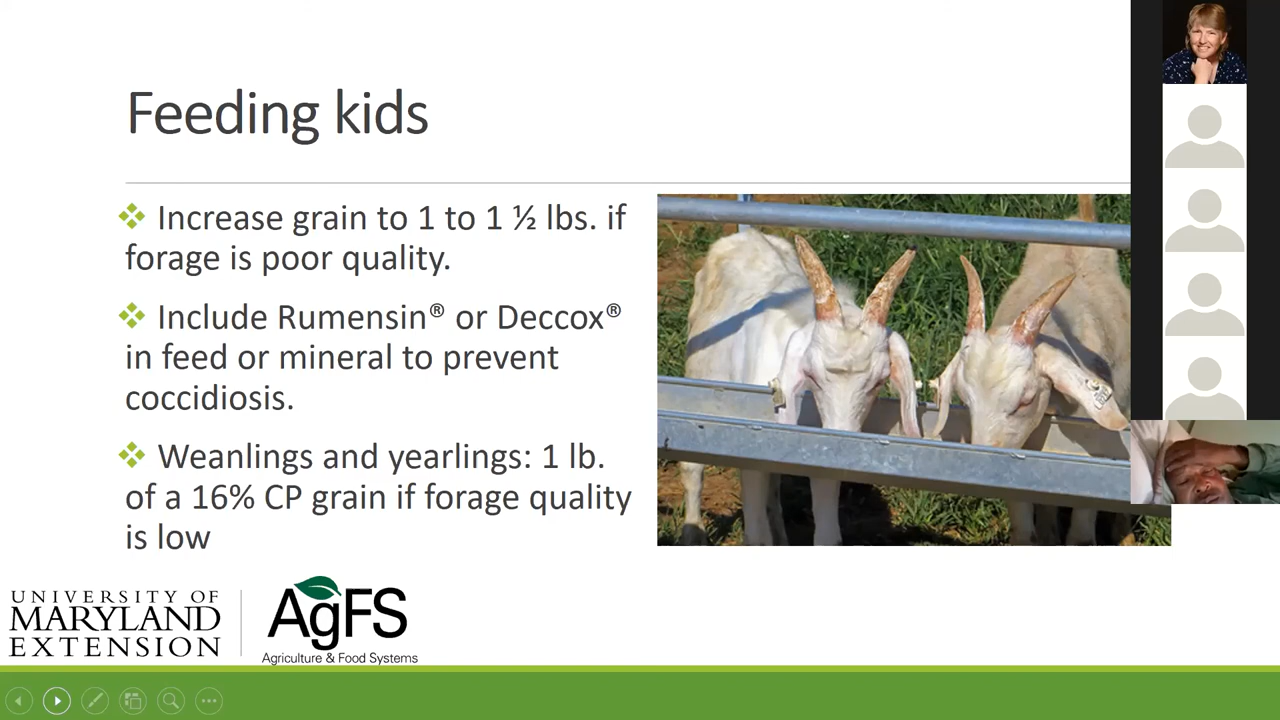 Feeding kids
❖ Increase grain to 1 to 1 ½ lbs. if
forage is poor quality.
❖ Include Rumensin® or Deccox®
in feed or mineral to prevent
coccidiosis.
❖ Weanlings and yearlings: 1 lb.
of a 16% CP grain if forage quality
is low
UNIVERSITY OF
MARYLAND
EXTENSION
AgFS
Agriculture & Food Systems